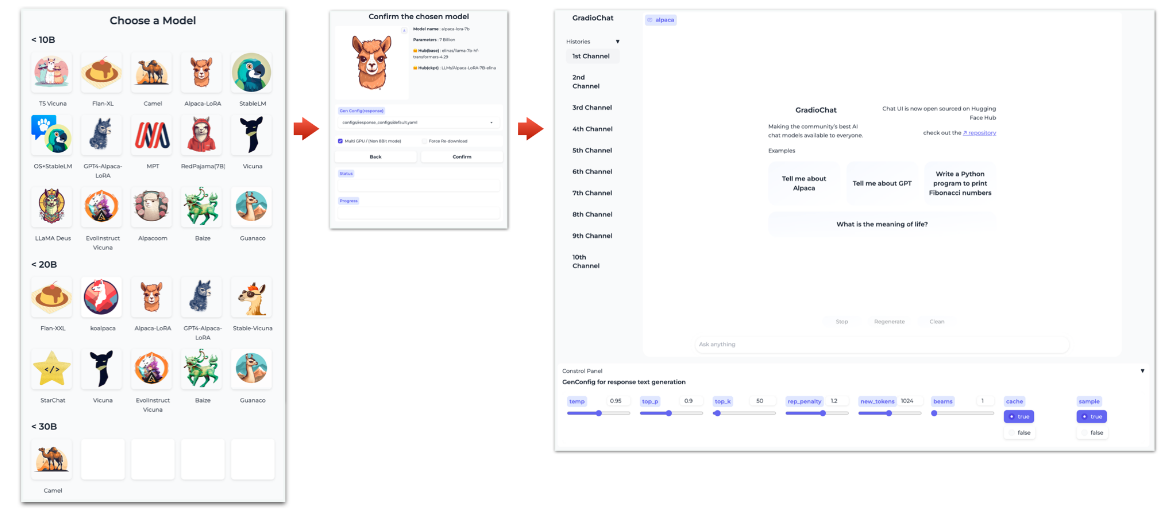 Choose a Model
< 10B
T5 Vicuna
Flan-XL
Camel
Alpaca-LoRA
StableLM
OS+StableLM
GPT4-Alpaca-
LoRA
MPT
RedPajama(7B)
Vicuna
LLaMA Deus
EvolInstruct
Vicuna
Alpacoom
Baize
Guanaco
< 20B
Flan-XXL
koalpaca
Alpaca-LoRA
GPT4-Alpaca-
LoRA
Stable-Vicuna
</>
StarChat
Vicuna
EvolInstruct
Vicuna
Baize
Guanaco
< 30B
Camel
Confirm the chosen model
Model name : alpaca-lora-7b
Parameters : 7 Billion
🤗 Hub(base) : elinas/llama-7b-hf-
transformers-4.29
🤗 Hub(ckpt) : LLMs/Alpaca-LoRA-7B-elina
Gen Config(response)
configs/response_configs/default.yaml
Multi GPU / (Non 8Bit mode)
Force Re-download
Back
Confirm
Status
Progress
GradioChat
Histories ▼
1st Channel
2nd
Channel
3rd Channel
4th Channel
5th Channel
6th Channel
7th Channel
8th Channel
9th Channel
10th
Channel
alpaca
GradioChat
Making the community's best AI
chat models available to everyone.
Chat UI is now open sourced on Hugging
Face Hub
check out the ↗ repository
Examples
Tell me about
Alpaca
Tell me about GPT
Write a Python
program to print
Fibonacci numbers
What is the meaning of life?
Stop
Regenerate
Clean
Ask anything
Constrol Panel ▼
GenConfig for response text generation
temp 0.95
top_p 0.9
top_k 50
rep_penalty 1.2
new_tokens 1024
beams 1
cache
true
false
sample
true
false